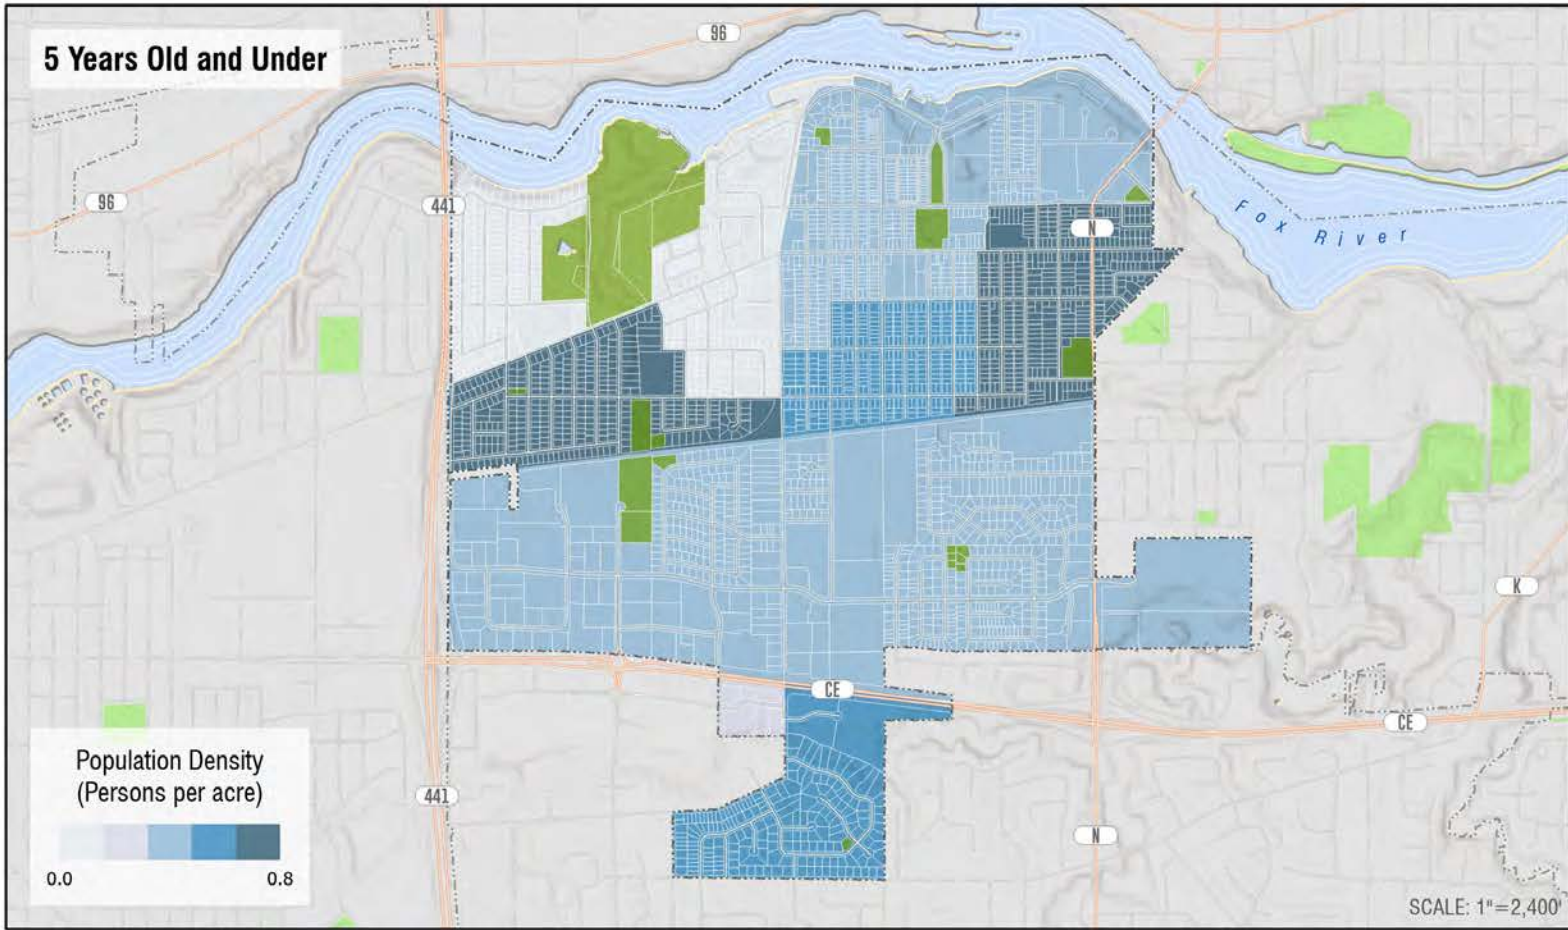 5 Years Old and Under
96
96
441
N
Fox River
K
CE
CE
441
N
Population Density
(Persons per acre)
0.0
0.8
SCALE: 1"=2,400'